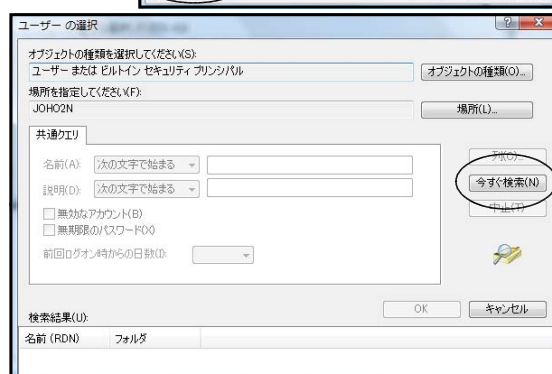 ユーザー の選択
オブジェクトの種類を選択してください(S):
ユーザー または ビルトイン セキュリティ プリンシパル
オブジェクトの種類(O)...
場所を指定してください(F):
JOHO2N
場所(L)...
共通クエリ
名前(A): 次の文字で始まる
列(C)...
説明(D): 次の文字で始まる
今すぐ検索(N)
中止(T)
無効なアカウント(B)
無期限のパスワード(X)
前回ログオン時からの日数(I):
OK キャンセル
検索結果(U):
名前 (RDN) フォルダ